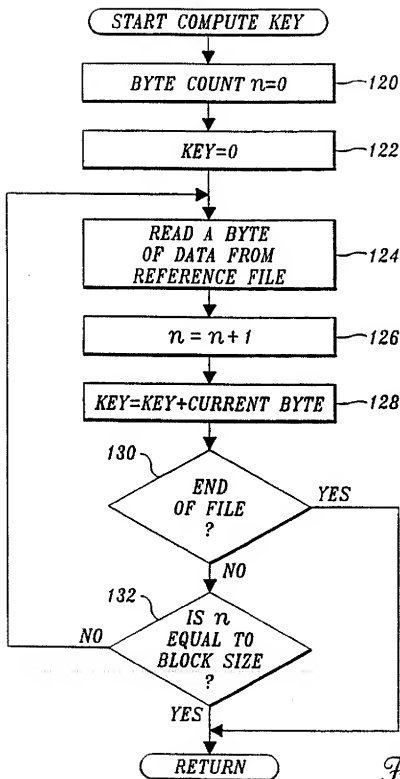 START COMPUTE KEY
BYTE COUNT n=0
120
KEY=0
122
READ A BYTE
OF DATA FROM
REFERENCE FILE
124
n = n+1
126
KEY=KEY+CURRENT BYTE
128
130
END
OF FILE
?
YES
NO
132
IS n
EQUAL TO
BLOCK SIZE
?
NO
YES
RETURN